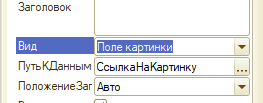 Заголовок
Вид Поле картинки
ПутьКДанным СсылкаНаКартинку ...
ПоложениеЗаг Авто